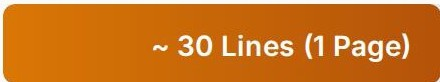 ~ 30 Lines (1 Page)